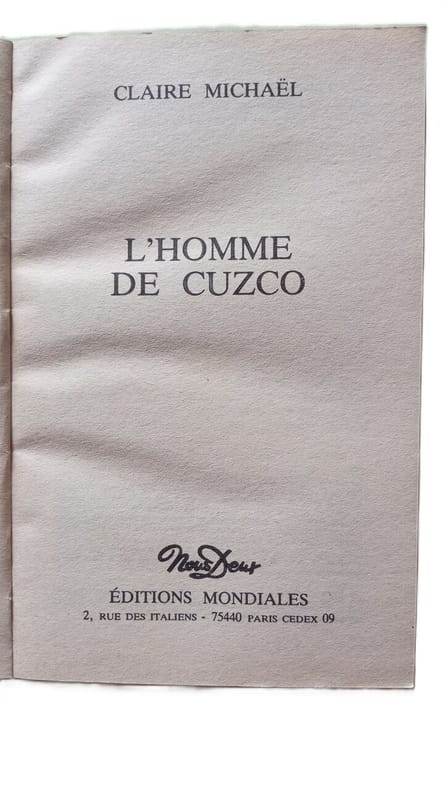 CLAIRE MICHAËL
L'HOMME
DE CUZCO
Nous Deux
ÉDITIONS MONDIALES
2, RUE DES ITALIENS - 75440 PARIS CEDEX 09